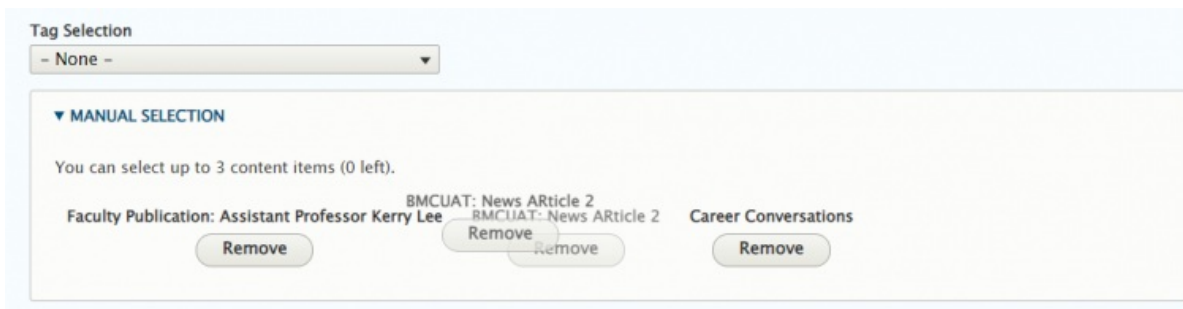 Tag Selection
– None –
▼ MANUAL SELECTION
You can select up to 3 content items (0 left).
BMCUAT: News ARticle 2
Faculty Publication: Assistant Professor Kerry Lee BMCUAT: News ARticle 2 Career Conversations
Remove Remove Remove Remove